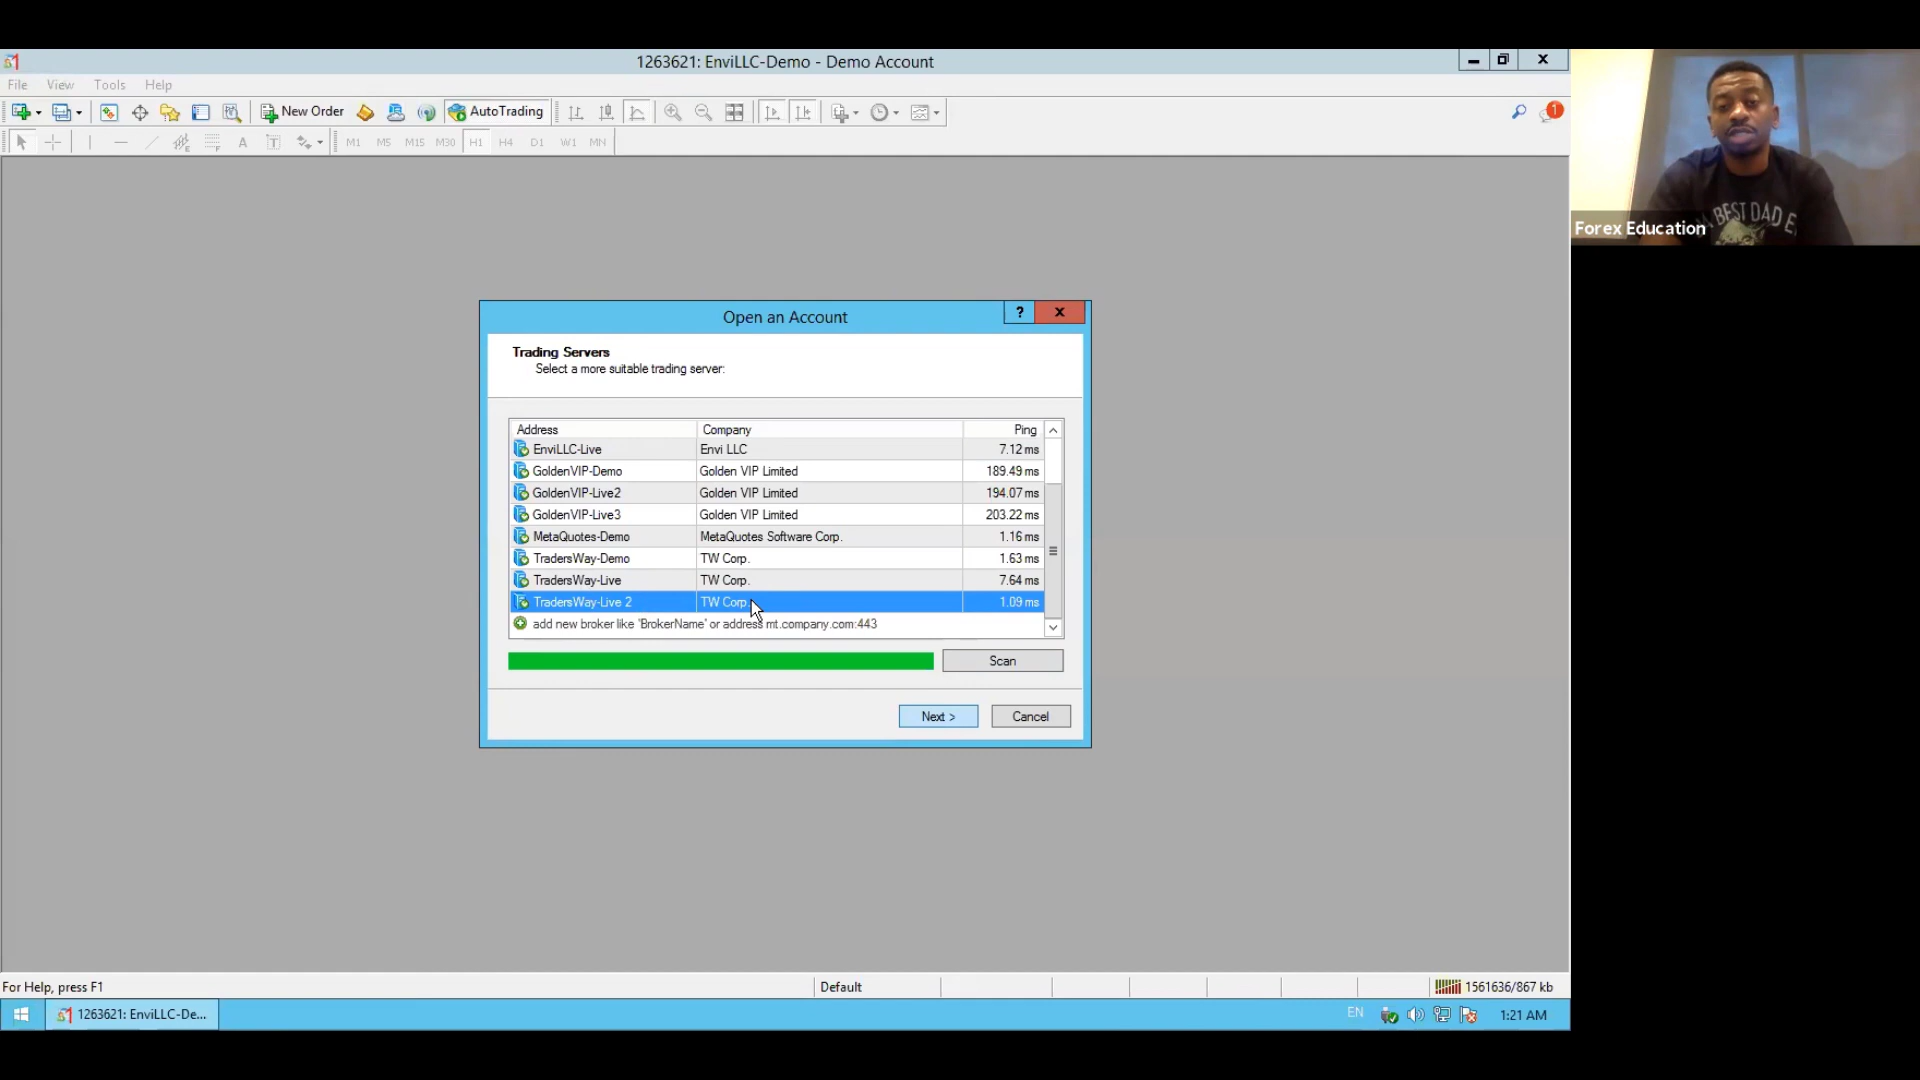 1263621: EnviLLC-Demo - Demo Account
File View Tools Help
New Order AutoTrading 1
A T M1 M5 M15 M30 H1 H4 D1 W1 MN
BEST DAD E
Forex Education
Open an Account ?
Trading Servers
Select a more suitable trading server:
Address Company Ping
EnviLLC-Live Envi LLC 7.12 ms
GoldenVIP-Demo Golden VIP Limited 189.49 ms
GoldenVIP-Live2 Golden VIP Limited 194.07 ms
GoldenVIP-Live3 Golden VIP Limited 203.22 ms
MetaQuotes-Demo MetaQuotes Software Corp. 1.16 ms
TradersWay-Demo TW Corp. 1.63 ms
TradersWay-Live TW Corp. 7.64 ms
TradersWay-Live 2 TW Corp. 1.09 ms
add new broker like 'BrokerName' or address mt.company.com:443
Scan
Next > Cancel
For Help, press F1 Default 1561636/867 kb
1263621: EnviLLC-De... EN 1:21 AM